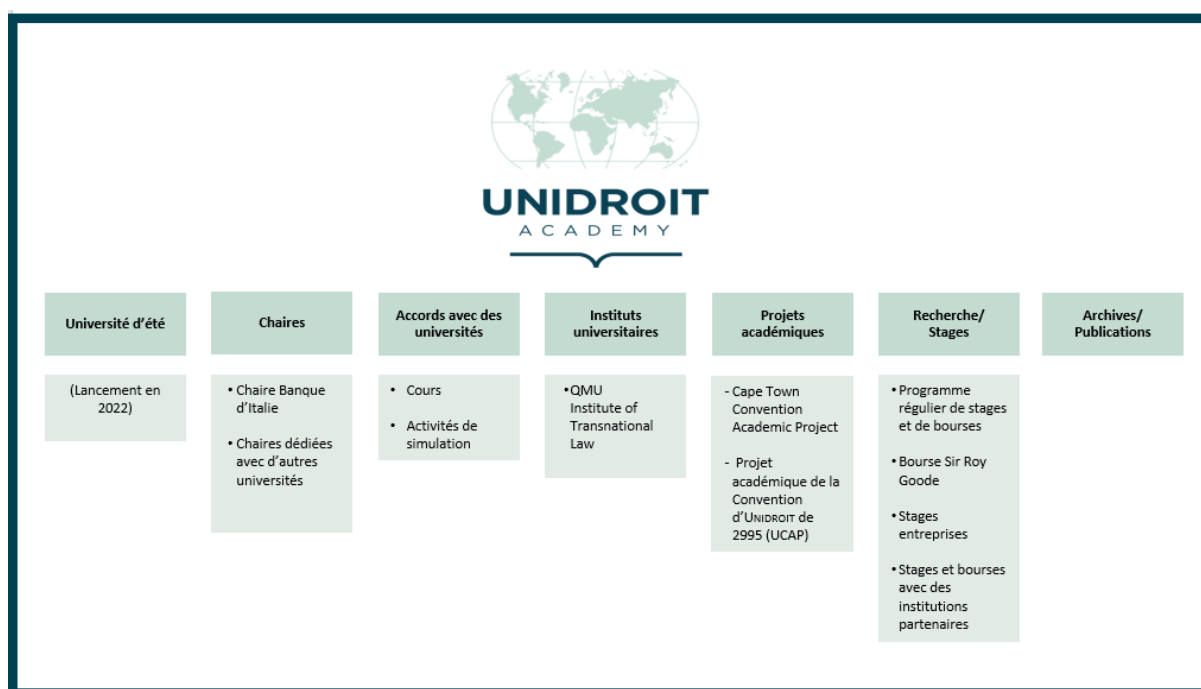 UNIDROIT
ACADEMY
Université d’été
(Lancement en
2022)
Chaires
• Chaire Banque
d’Italie
• Chaires dédiées
avec d’autres
universités
Accords avec des
universités
• Cours
• Activités de
simulation
Instituts
universitaires
•QMU
Institute of
Transnational
Law
Projets
académiques
- Cape Town
Convention
Academic Project
- Projet
académique de la
Convention
d’UNIDROIT de
2995 (UCAP)
Recherche/
Stages
• Programme
régulier de stages
et de bourses
• Bourse Sir Roy
Goode
• Stages
entreprises
• Stages et bourses
avec des
institutions
partenaires
Archives/
Publications